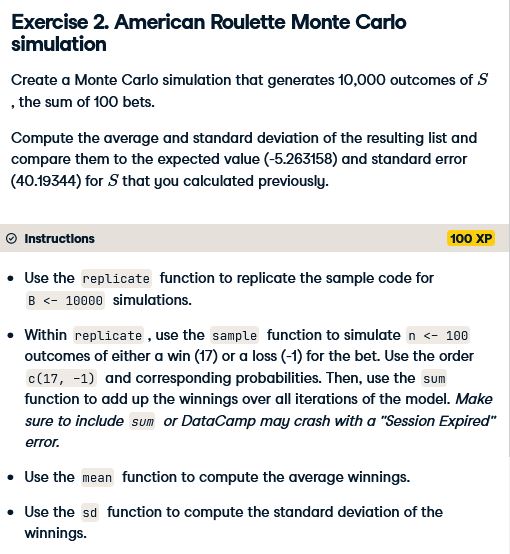 Exercise 2. American Roulette Monte Carlo
simulation
Create a Monte Carlo simulation that generates 10,000 outcomes of S
, the sum of 100 bets.
Compute the average and standard deviation of the resulting list and
compare them to the expected value (-5.263158) and standard error
(40.19344) for S that you calculated previously.
Instructions 100 XP
• Use the replicate function to replicate the sample code for
B <- 10000 simulations.
• Within replicate , use the sample function to simulate n <- 100
outcomes of either a win (17) or a loss (-1) for the bet. Use the order
c(17, -1) and corresponding probabilities. Then, use the sum
function to add up the winnings over all iterations of the model. Make
sure to include sum or DataCamp may crash with a "Session Expired"
error.
• Use the mean function to compute the average winnings.
• Use the sd function to compute the standard deviation of the
winnings.